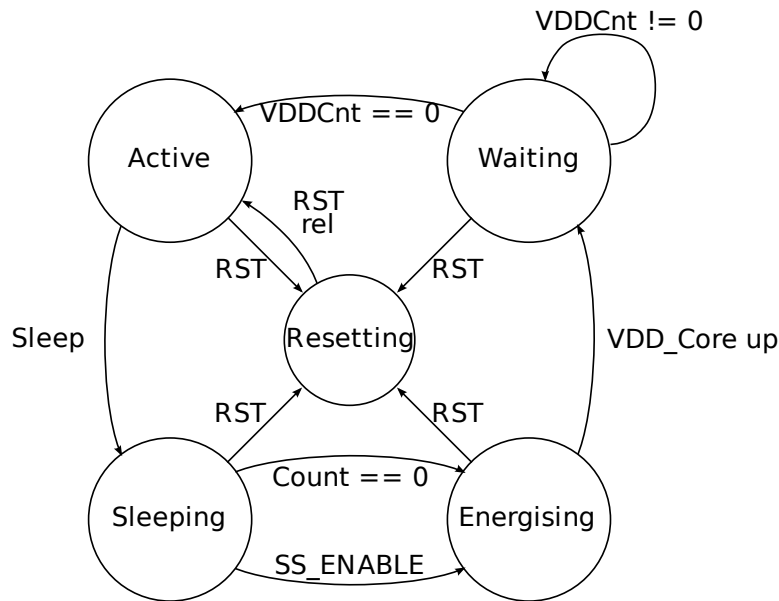 VDDCnt != 0
VDDCnt == 0
Active
Waiting
RST
rel
RST
RST
Sleep
Resetting
VDD_Core up
RST
RST
Count == 0
Sleeping
Energising
SS_ENABLE